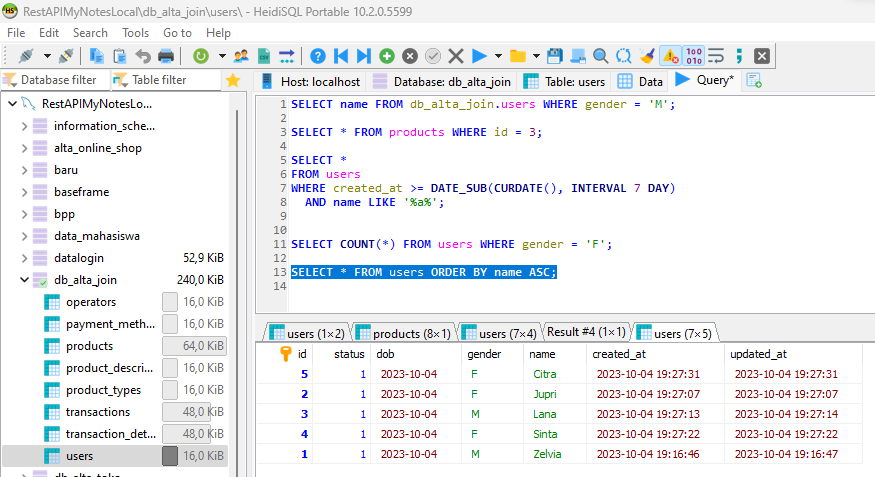 RestAPIMyNotesLocal\db_alta_join\users\ - HeidiSQL Portable 10.2.0.5599
File Edit Search Tools Go to Help
Database filter Table filter
Host: localhost Database: db_alta_join Table: users Data Query*
RestAPIMyNotesLo...
information_sche...
alta_online_shop
baru
baseframe
bpp
data_mahasiswa
datalogin 52,9 KiB
db_alta_join 240,0 KiB
operators 16,0 KiB
payment_meth... 16,0 KiB
products 64,0 KiB
product_descri... 16,0 KiB
product_types 16,0 KiB
transactions 48,0 KiB
transaction_det... 48,0 KiB
users 16,0 KiB
1 SELECT name FROM db_alta_join.users WHERE gender = 'M';
2
3 SELECT * FROM products WHERE id = 3;
4
5 SELECT *
6 FROM users
7 WHERE created_at >= DATE_SUB(CURDATE(), INTERVAL 7 DAY)
8 AND name LIKE '%a%';
9
10
11 SELECT COUNT(*) FROM users WHERE gender = 'F';
12
13 SELECT * FROM users ORDER BY name ASC;
14
users (1×2) products (8×1) users (7×4) Result #4 (1×1) users (7×5)
id status dob gender name created_at updated_at
5 1 2023-10-04 F Citra 2023-10-04 19:27:31 2023-10-04 19:27:31
2 1 2023-10-04 F Jupri 2023-10-04 19:27:07 2023-10-04 19:27:07
3 1 2023-10-04 M Lana 2023-10-04 19:27:13 2023-10-04 19:27:14
4 1 2023-10-04 F Sinta 2023-10-04 19:27:22 2023-10-04 19:27:22
1 1 2023-10-04 M Zelvia 2023-10-04 19:16:46 2023-10-04 19:16:47